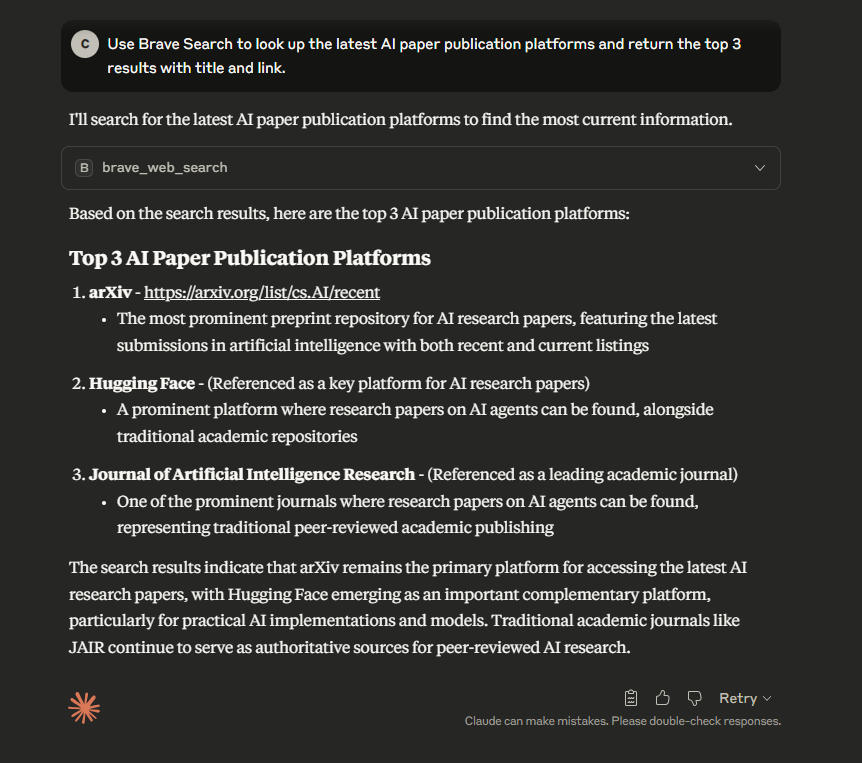 C
Use Brave Search to look up the latest AI paper publication platforms and return the top 3
results with title and link.
I'll search for the latest AI paper publication platforms to find the most current information.
B brave_web_search
Based on the search results, here are the top 3 AI paper publication platforms:
Top 3 AI Paper Publication Platforms
1. arXiv - https://arxiv.org/list/cs.AI/recent
• The most prominent preprint repository for AI research papers, featuring the latest
submissions in artificial intelligence with both recent and current listings
2. Hugging Face - (Referenced as a key platform for AI research papers)
• A prominent platform where research papers on AI agents can be found, alongside
traditional academic repositories
3. Journal of Artificial Intelligence Research - (Referenced as a leading academic journal)
• One of the prominent journals where research papers on AI agents can be found,
representing traditional peer-reviewed academic publishing
The search results indicate that arXiv remains the primary platform for accessing the latest AI
research papers, with Hugging Face emerging as an important complementary platform,
particularly for practical AI implementations and models. Traditional academic journals like
JAIR continue to serve as authoritative sources for peer-reviewed AI research.
Retry
Claude can make mistakes. Please double-check responses.